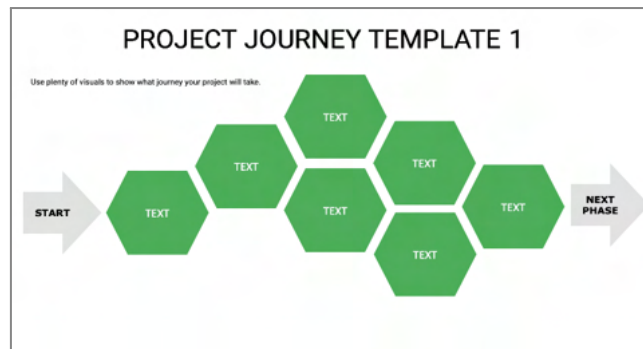 PROJECT JOURNEY TEMPLATE 1
Use plenty of visuals to show what journey your project will take.
TEXT
TEXT
TEXT
START
TEXT
TEXT
TEXT
NEXT
PHASE
TEXT